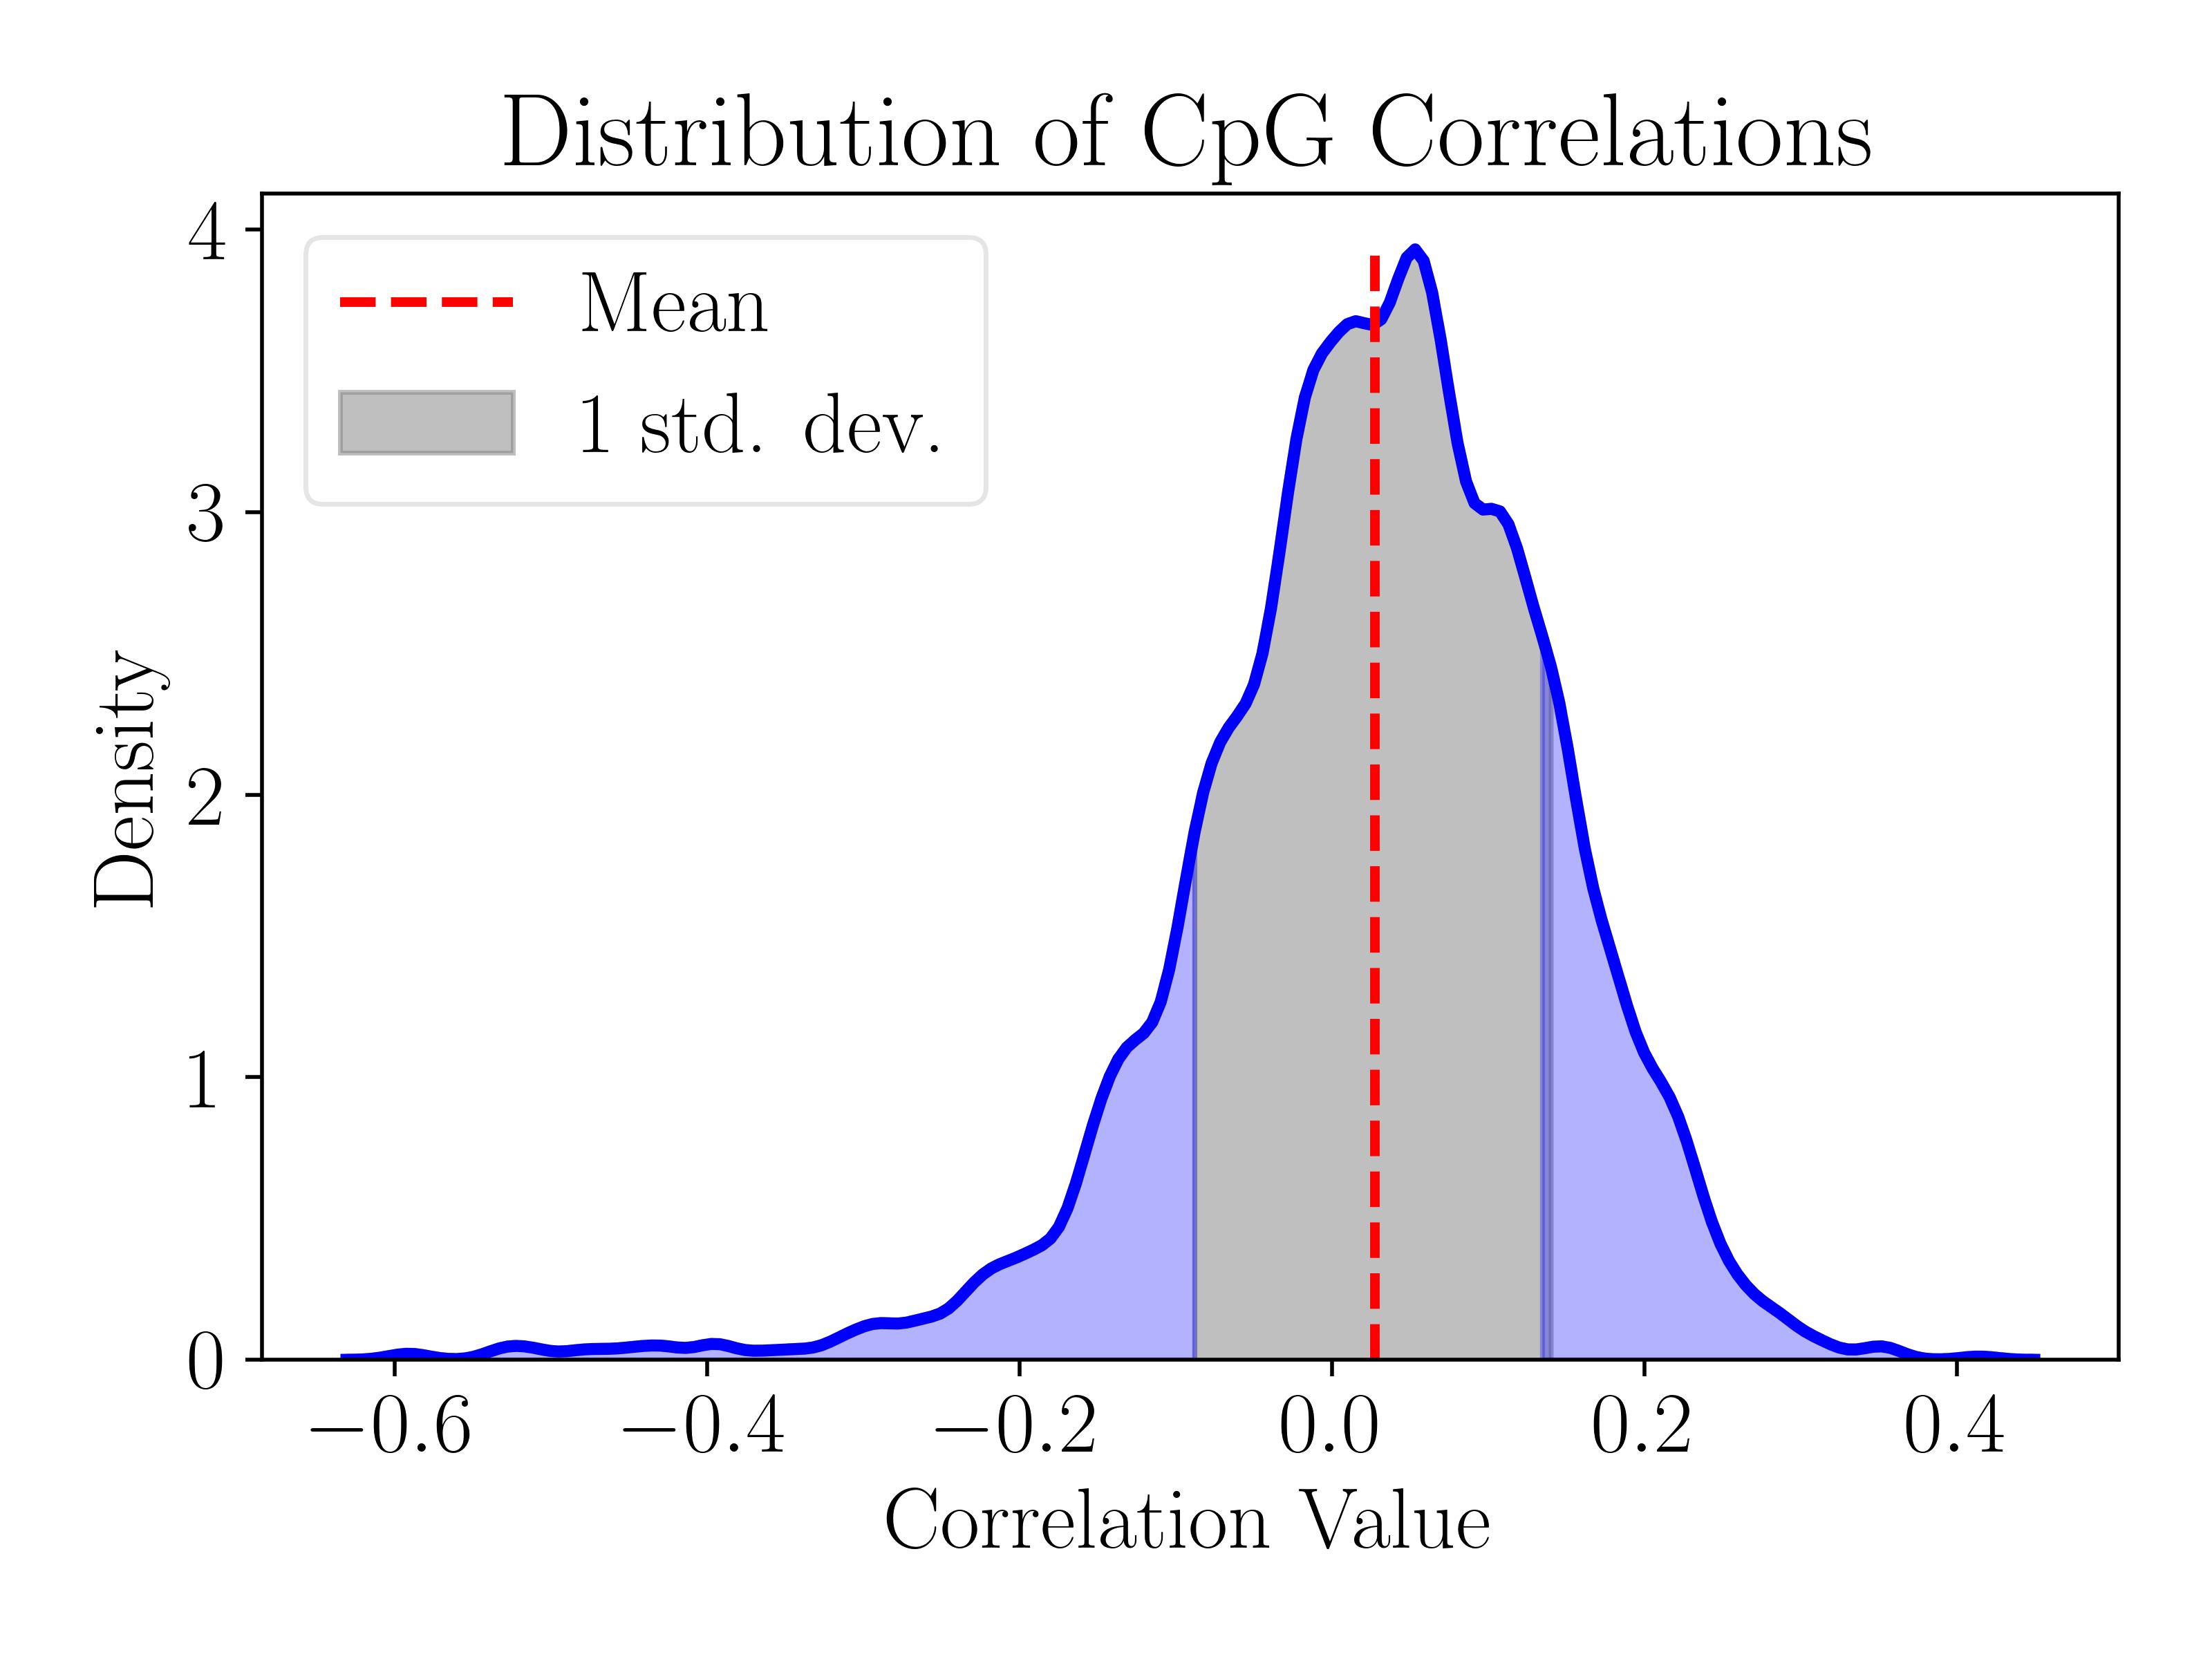 Distribution of CpG Correlations
Mean
1 std. dev.
Density
4
3
2
1
0
−0.6 −0.4 −0.2 0.0 0.2 0.4
Correlation Value